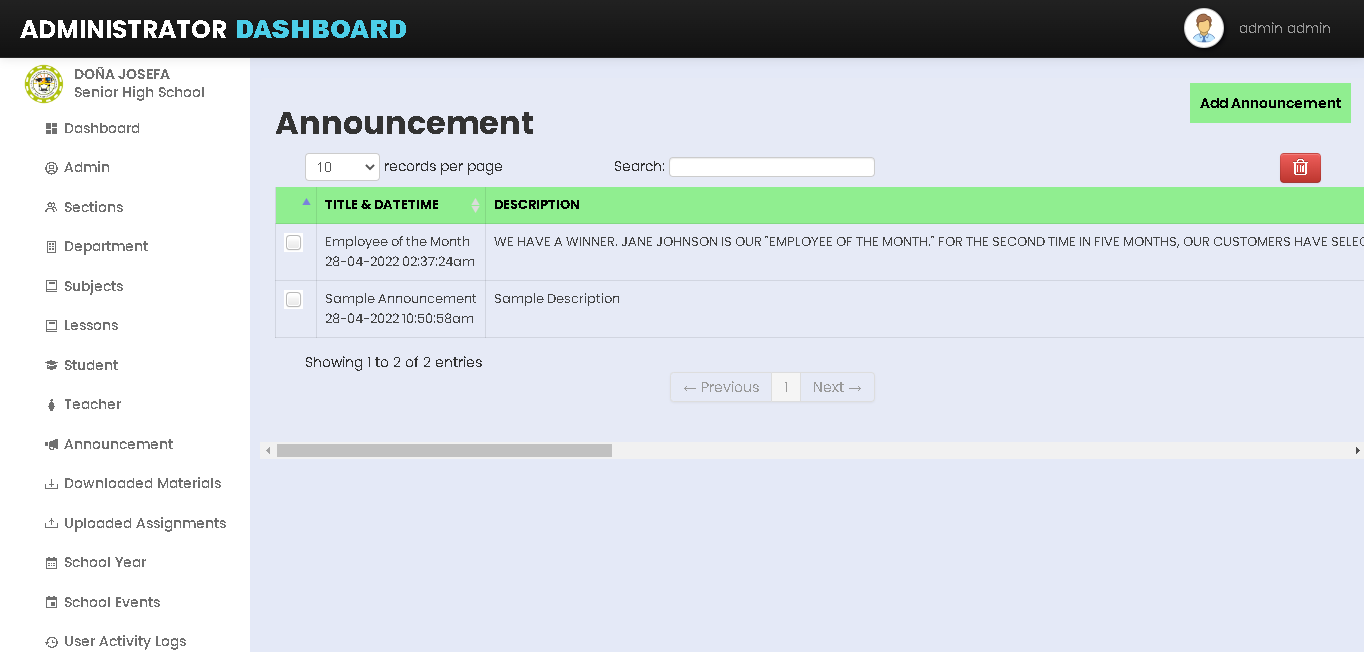 ADMINISTRATOR DASHBOARD
admin admin
DOÑA JOSEFA
Senior High School
Dashboard
Admin
Sections
Department
Subjects
Lessons
Student
Teacher
Announcement
Downloaded Materials
Uploaded Assignments
School Year
School Events
User Activity Logs
Add Announcement
Announcement
10 records per page
Search:
TITLE & DATETIME DESCRIPTION
Employee of the Month WE HAVE A WINNER. JANE JOHNSON IS OUR "EMPLOYEE OF THE MONTH." FOR THE SECOND TIME IN FIVE MONTHS, OUR CUSTOMERS HAVE SELEC
28-04-2022 02:37:24am
Sample Announcement Sample Description
28-04-2022 10:50:58am
Showing 1 to 2 of 2 entries
← Previous 1 Next →